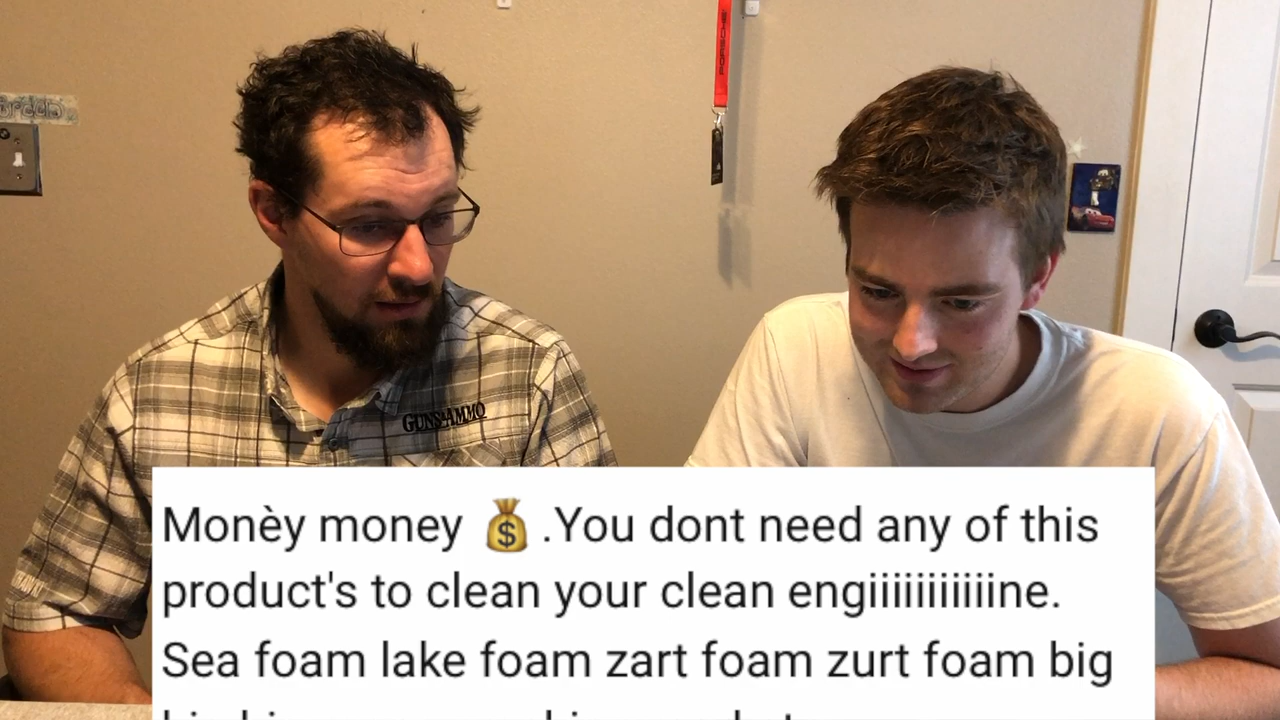 PORSCHE
GUNS&AMMO
Monèy money 💰.You dont need any of this
product's to clean your clean engiiiiiiiiiiiine.
Sea foam lake foam zart foam zurt foam big